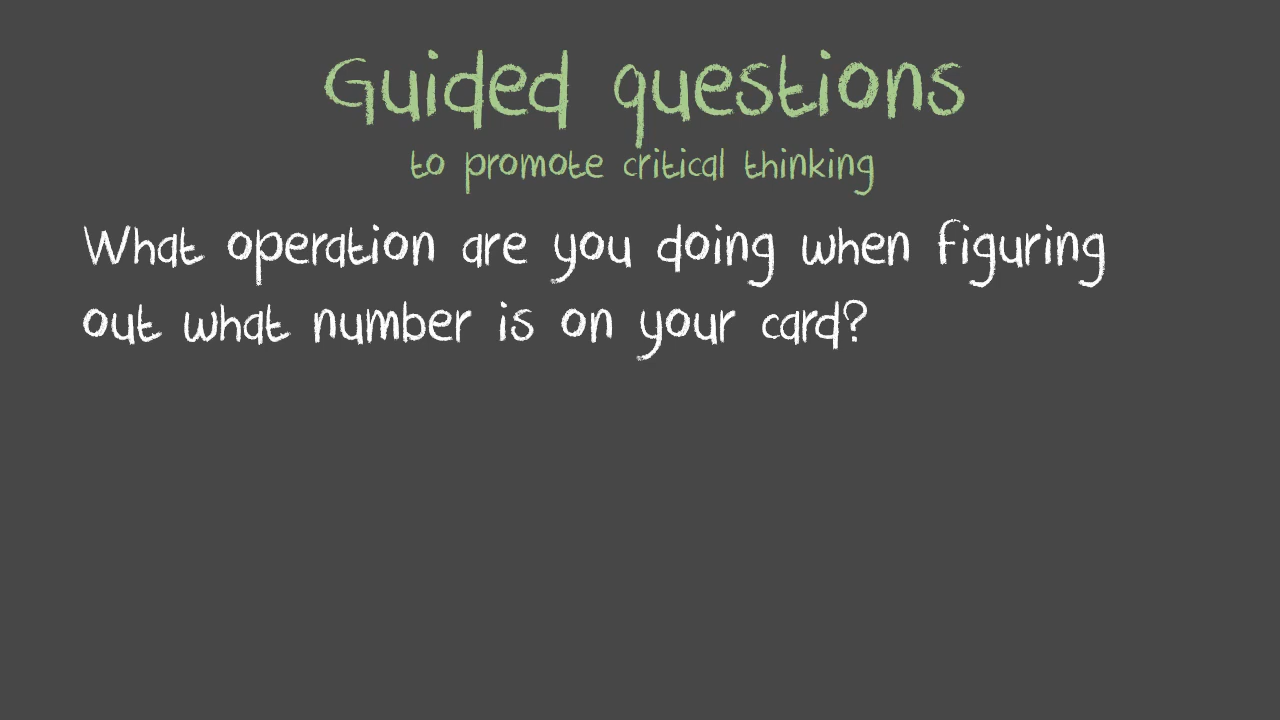 Guided questions
to promote critical thinking
What operation are you doing when figuring
out what number is on your card?